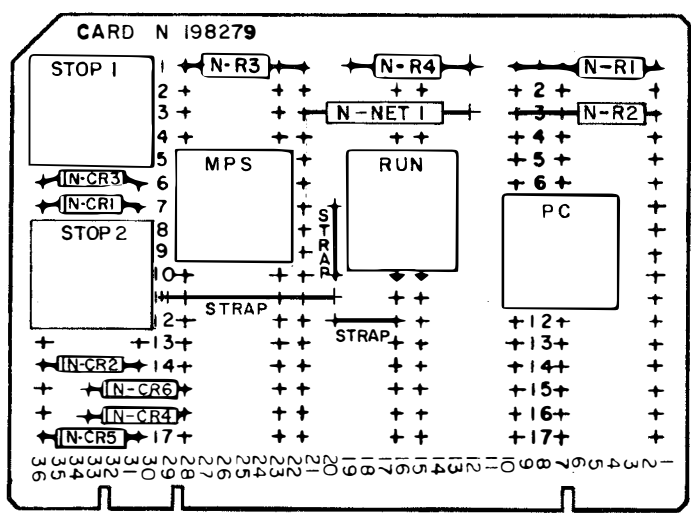 CARD N 198279
STOP 1
1
N-R3
N-R4
N-R1
2
2
3
N-NET 1
3
N-R2
4
4
5
MPS
RUN
5
N-CR3
6
6
N-CR1
7
PC
STOP 2
8
STRAP
9
10
11
STRAP
12
STRAP
12
13
13
N-CR2
14
14
N-CR6
15
N-CR4
16
N-CR5
17
17
36 35 34 33 32 31 30 29 28 27 26 25 24 23 22 21 20 19 18 17 16 15 14 13 12 11 10 9 8 7 6 5 4 3 2 1